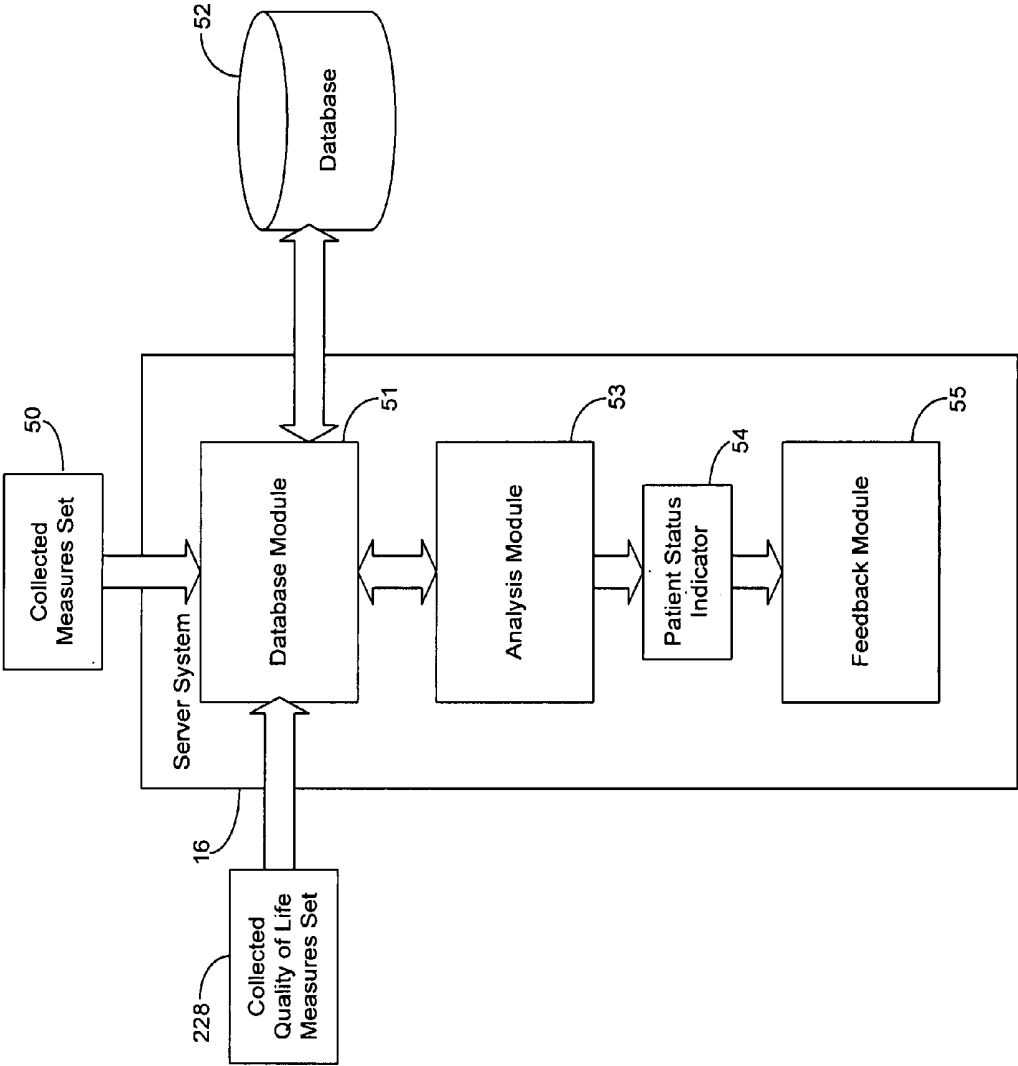 50
Collected
Measures Set
52
228
16
Server System
Collected
Quality of Life
Measures Set
Database Module
Database
51
53
Analysis Module
54
Patient Status
Indicator
55
Feedback Module